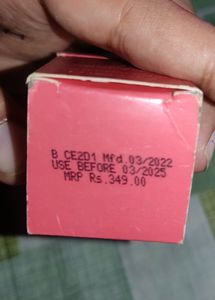 B CE2D1 Mfd.03/2022
USE BEFORE 03/2025
MRP Rs.349.00